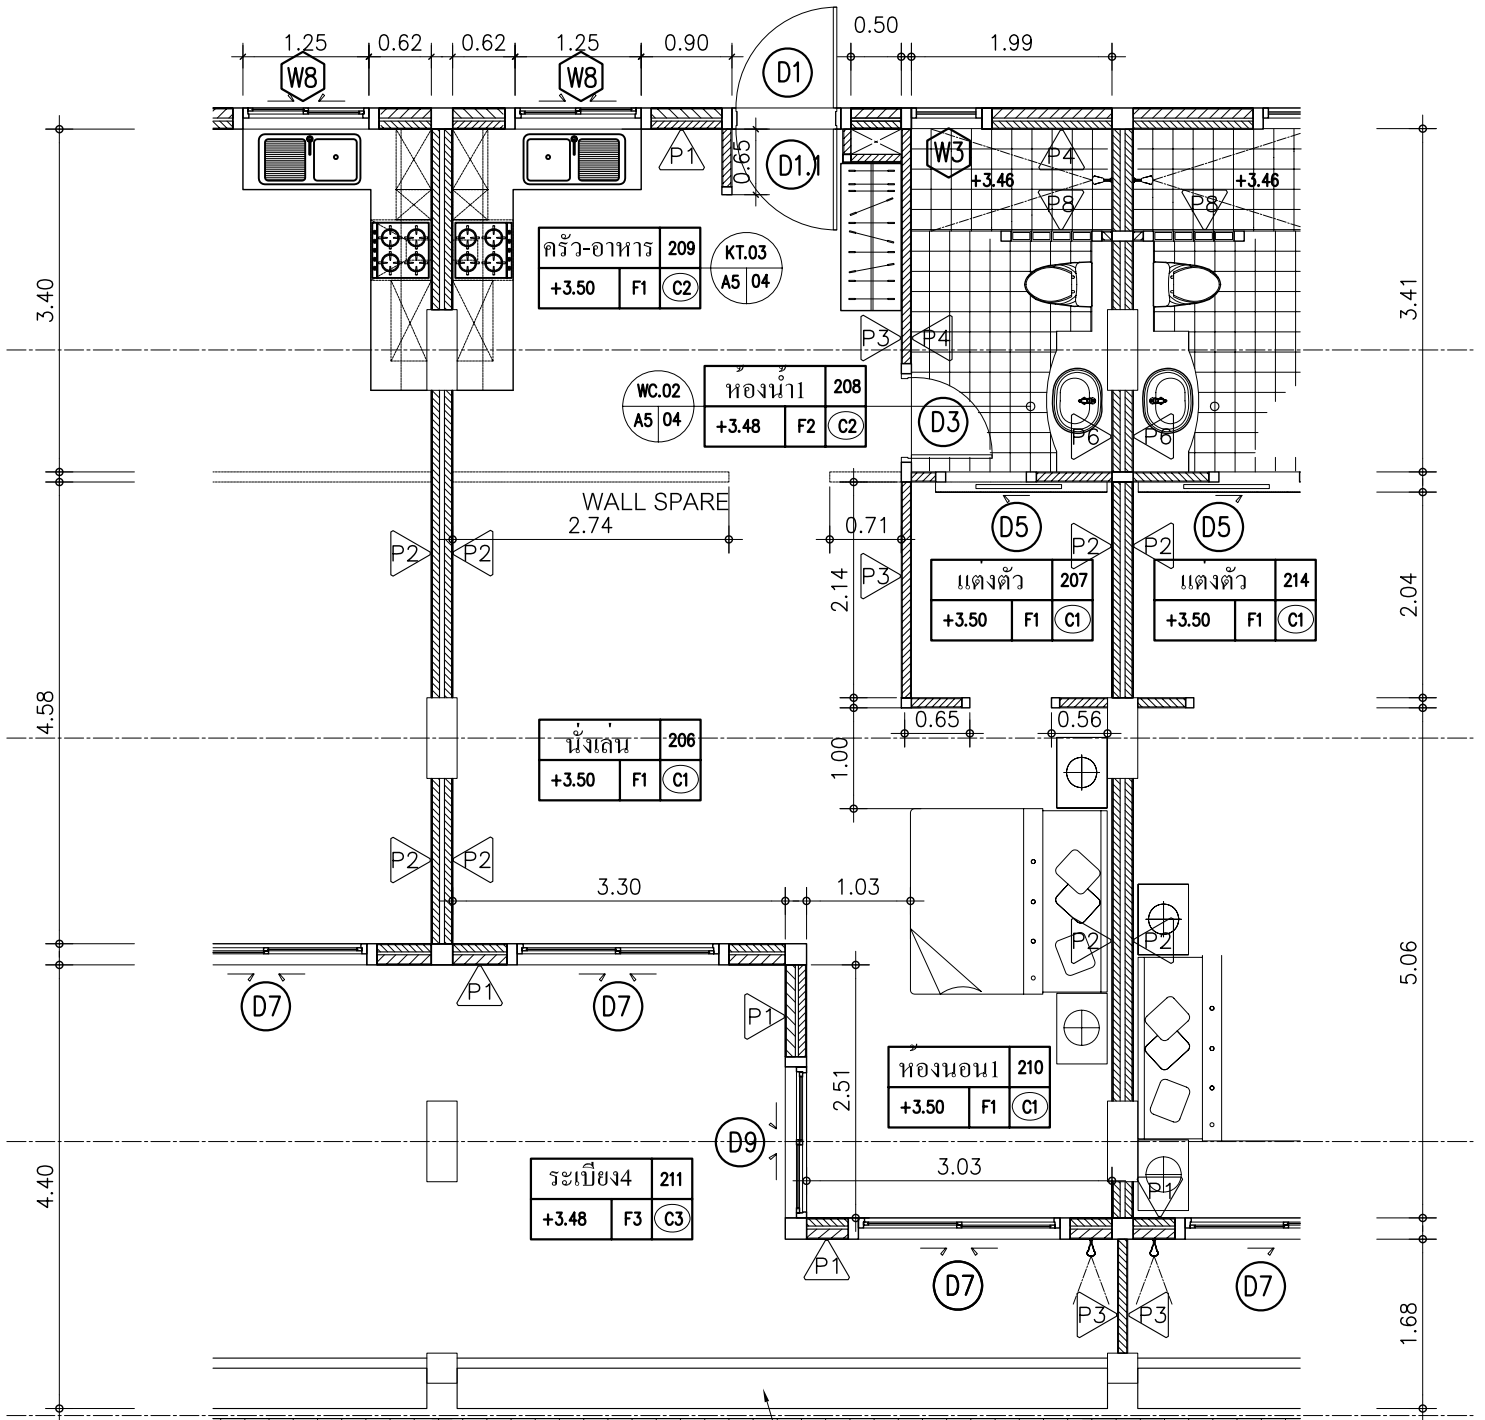 0.50
1.25 0.62 0.62 1.25 0.90 1.99
W8 W8 D1
P1 0.65 D1.1 W3 P4
+3.46 +3.46
P8 P8
ครัว-อาหาร 209
+3.50 F1 C2
KT.03
A5 04
3.40 3.41
P3 P4
ห้องน้ำ1 208
+3.48 F2 C2
WC.02
A5 04
D3 P6 P6
WALL SPARE
2.74 0.71 D5 D5
P2 P2 P3 P2 P2
2.14 2.04
แต่งตัว 207
+3.50 F1 C1
แต่งตัว 214
+3.50 F1 C1
4.58
นั่งเล่น 206
+3.50 F1 C1
0.65 0.56
1.00
P2 P2
3.30 1.03
P2 P2
5.06
D7 P1 D7 P1
ห้องนอน1 210
+3.50 F1 C1
2.51
D9
3.03
4.40
ระเบียง4 211
+3.48 F3 C3
P1
P1 D7 D7
P3 P3
1.68